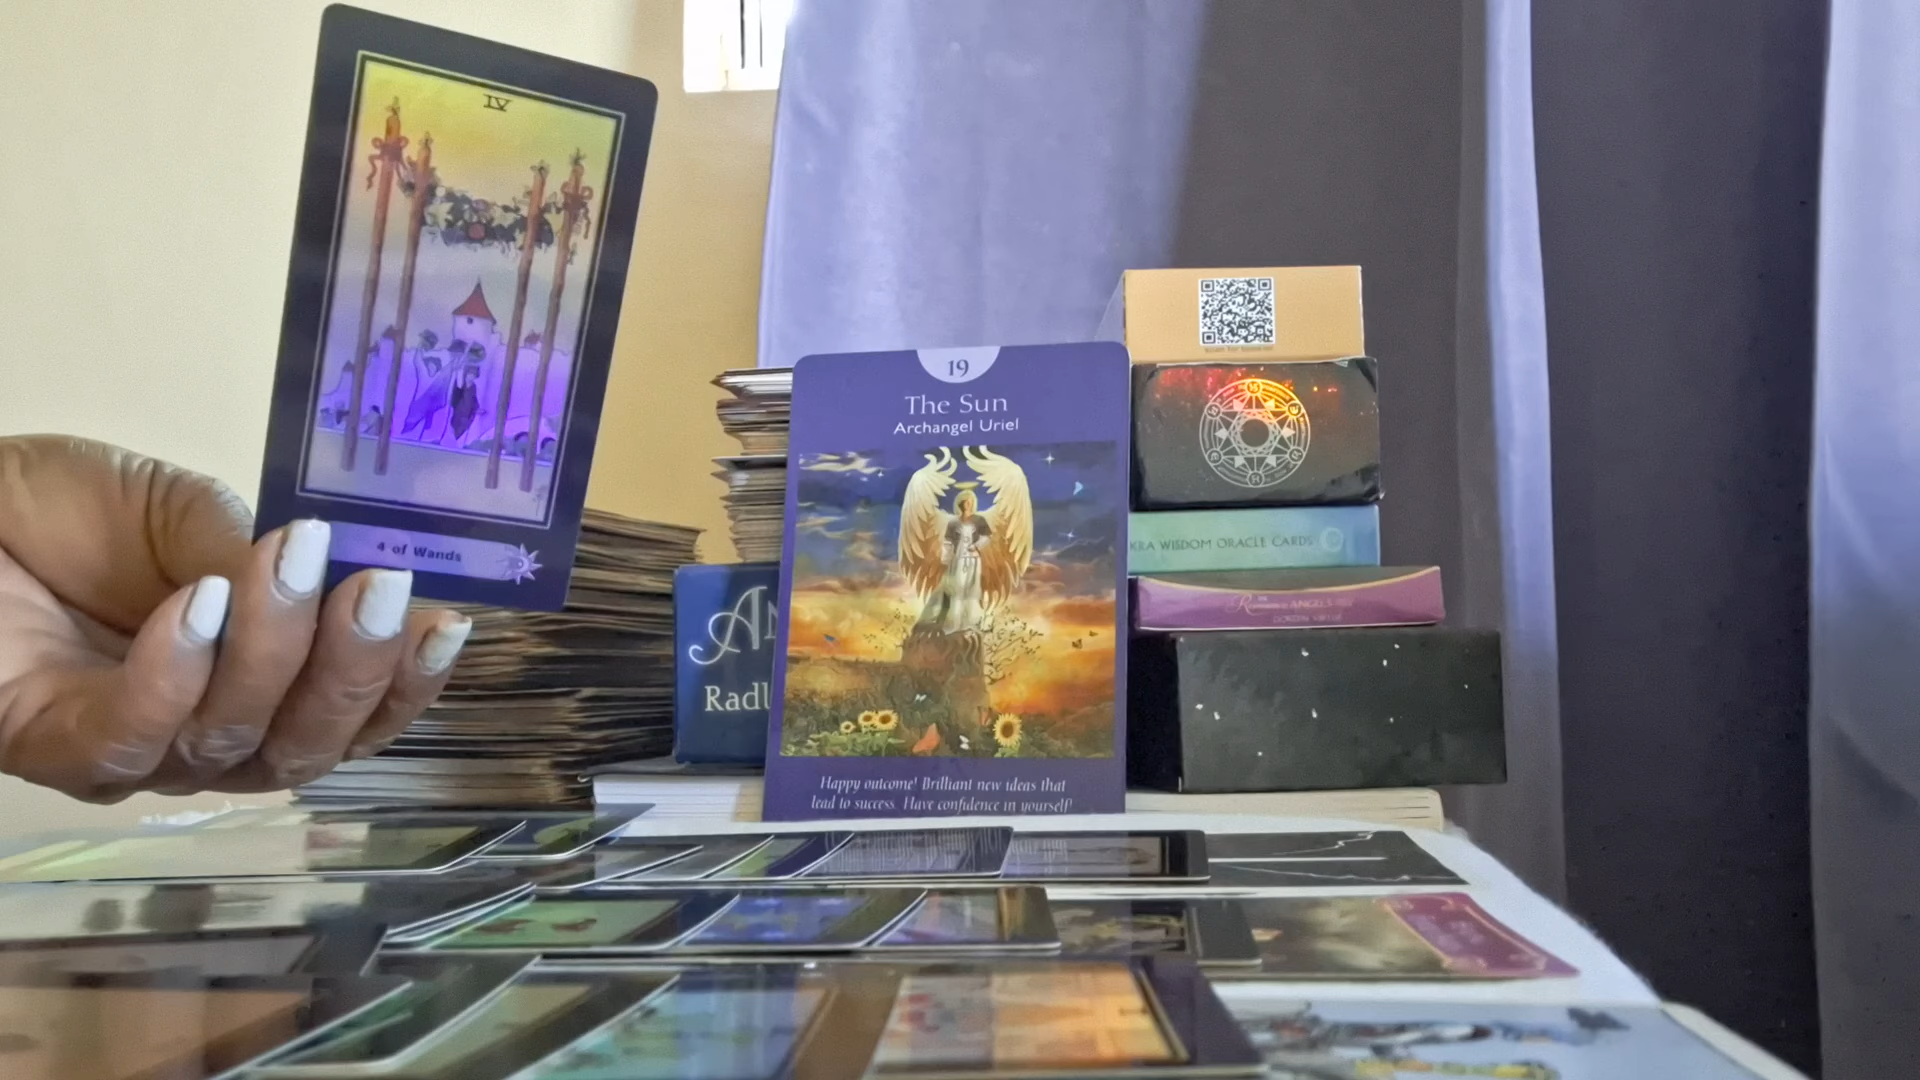 IV
4 of Wands
19
The Sun
Archangel Uriel
Happy outcome! Brilliant new ideas that
lead to success. Have confidence in yourself!
Radl
KRA WISDOM ORACLE CARDS
ANGELS